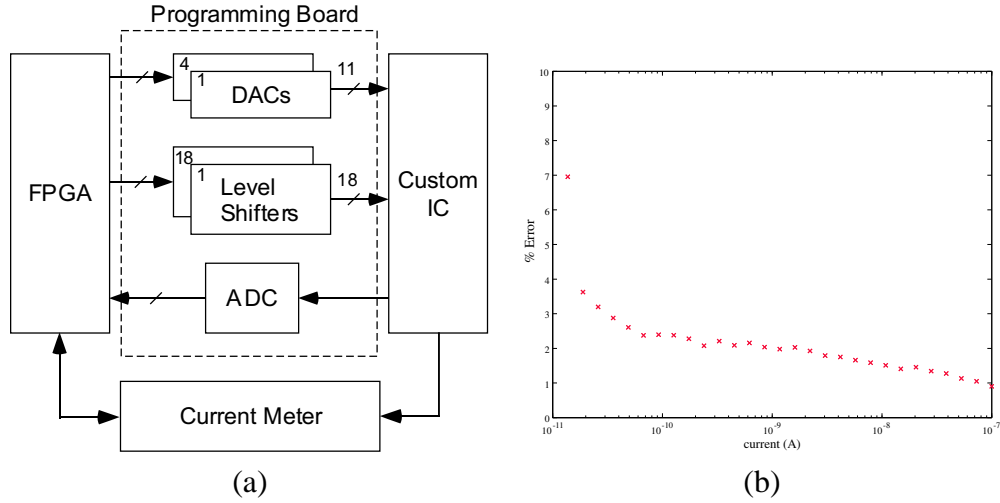 Programming Board
FPGA
4
1
DACs
11
18
1
Level
Shifters
18
Custom
IC
ADC
Current Meter
(a)
10
9
8
7
6
5
4
3
2
1
0
% Error
10-11
10-10
10-9
10-8
10-7
current (A)
(b)